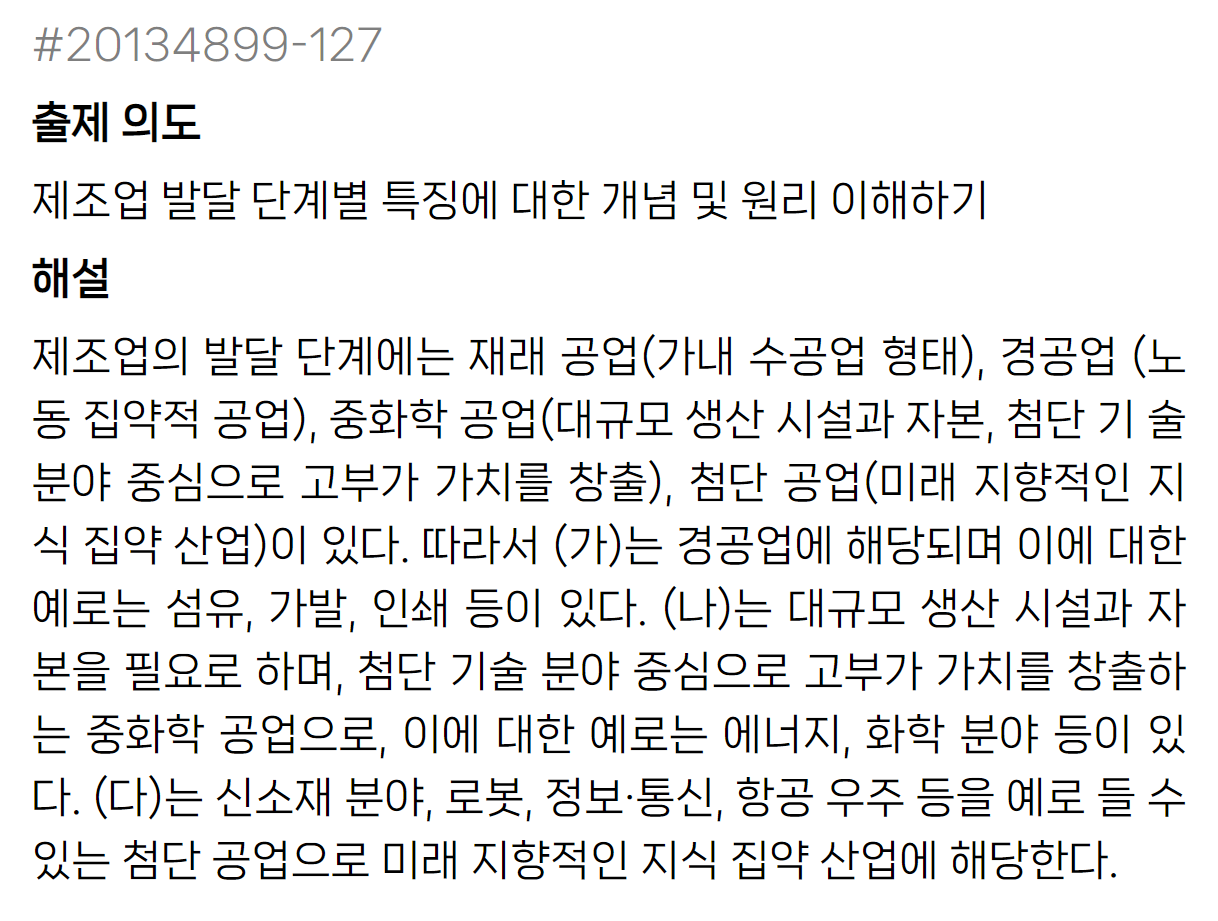 #20134899-127
출제 의도
제조업 발달 단계별 특징에 대한 개념 및 원리 이해하기
해설
제조업의 발달 단계에는 재래 공업(가내 수공업 형태), 경공업 (노
동 집약적 공업), 중화학 공업(대규모 생산 시설과 자본, 첨단 기 술
분야 중심으로 고부가 가치를 창출), 첨단 공업(미래 지향적인 지
식 집약 산업)이 있다. 따라서 (가)는 경공업에 해당되며 이에 대한
예로는 섬유, 가발, 인쇄 등이 있다. (나)는 대규모 생산 시설과 자
본을 필요로 하며, 첨단 기술 분야 중심으로 고부가 가치를 창출하
는 중화학 공업으로, 이에 대한 예로는 에너지, 화학 분야 등이 있
다. (다)는 신소재 분야, 로봇, 정보·통신, 항공 우주 등을 예로 들 수
있는 첨단 공업으로 미래 지향적인 지식 집약 산업에 해당한다.